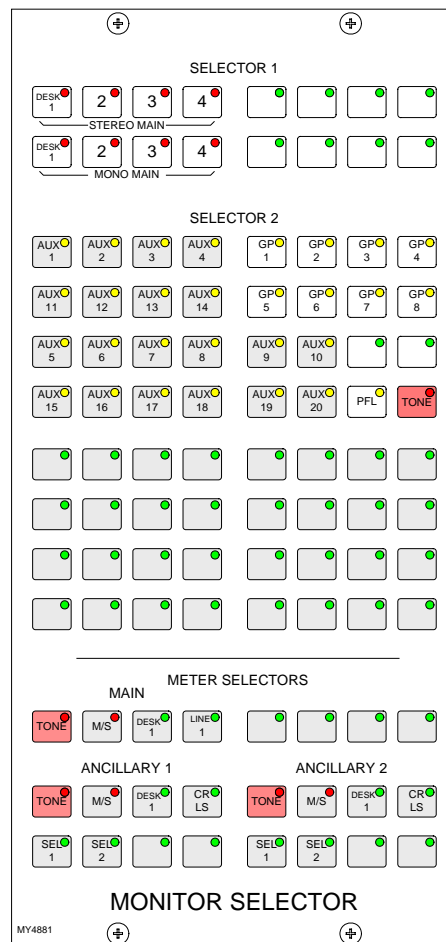 SELECTOR 1
DESK 1 2 3 4
STEREO MAIN
DESK 1 2 3 4
MONO MAIN
SELECTOR 2
AUX 1 AUX 2 AUX 3 AUX 4 GP 1 GP 2 GP 3 GP 4
AUX 11 AUX 12 AUX 13 AUX 14 GP 5 GP 6 GP 7 GP 8
AUX 5 AUX 6 AUX 7 AUX 8 AUX 9 AUX 10
AUX 15 AUX 16 AUX 17 AUX 18 AUX 19 AUX 20 PFL TONE
METER SELECTORS
MAIN
TONE M/S DESK 1 LINE 1
ANCILLARY 1 ANCILLARY 2
TONE M/S DESK 1 CR LS TONE M/S DESK 1 CR LS
SEL 1 SEL 2 SEL 1 SEL 2
MONITOR SELECTOR
MY4881